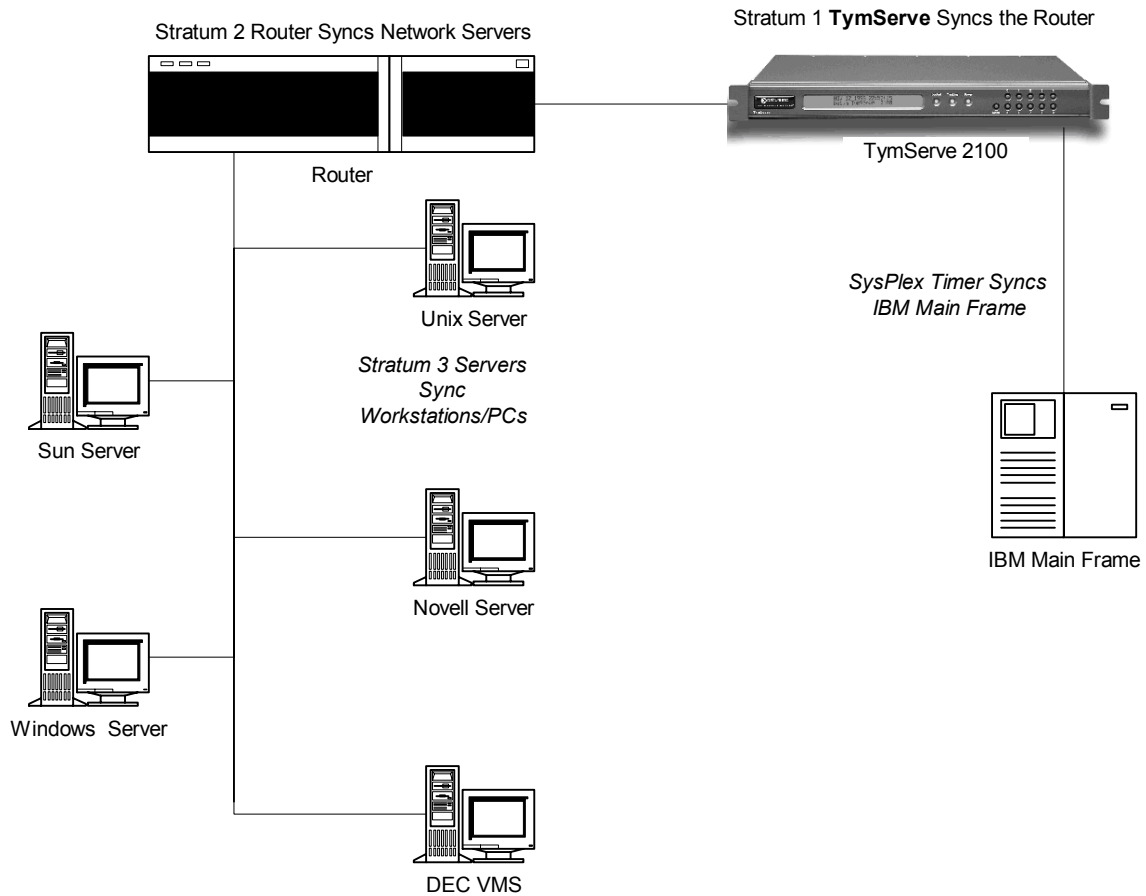 Stratum 2 Router Syncs Network Servers
Stratum 1 TymServe Syncs the Router
TymServe 2100
Router
Unix Server
SysPlex Timer Syncs
IBM Main Frame
Stratum 3 Servers
Sync
Workstations/PCs
Sun Server
IBM Main Frame
Novell Server
Windows Server
DEC VMS